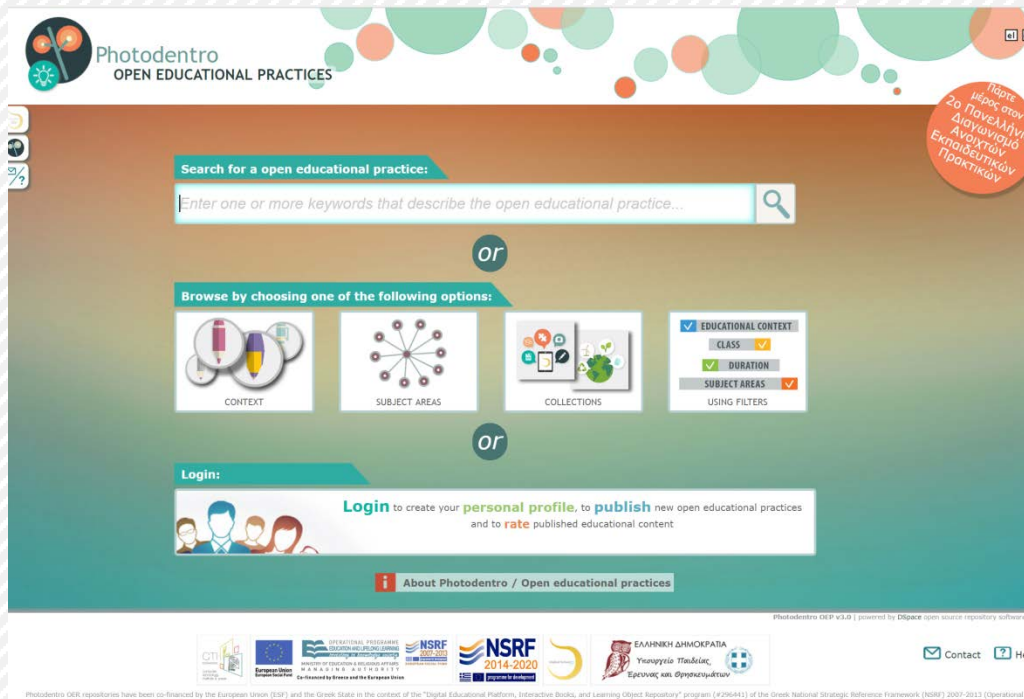 Photodentro
OPEN EDUCATIONAL PRACTICES
el
Πάρτε
μέρος στον
2ο Πανελλήνι
Διαγωνισμό
Ανοιχτών
Εκπαιδευτικών
Πρακτικών
Search for a open educational practice:
Enter one or more keywords that describe the open educational practice...
or
Browse by choosing one of the following options:
CONTEXT
SUBJECT AREAS
COLLECTIONS
EDUCATIONAL CONTEXT
CLASS
DURATION
SUBJECT AREAS
USING FILTERS
or
Login:
Login to create your personal profile, to publish new open educational practices
and to rate published educational content
i About Photodentro / Open educational practices
Photodentro OEP v3.0 | powered by DSpace open source repository software
CTI
European Union
European Social Fund
OPERATIONAL PROGRAMME
EDUCATION AND LIFELONG LEARNING
MINISTRY OF EDUCATION & RELIGIOUS AFFAIRS
MANAGING AUTHORITY
Co-financed by Greece and the European Union
NSRF
2007-2013
NSRF
2014-2020
ΕΛΛΗΝΙΚΗ ΔΗΜΟΚΡΑΤΙΑ
Υπουργείο Παιδείας,
Έρευνας και Θρησκευμάτων
Contact
? He
Photodentro OER repositories have been co-financed by the European Union (ESF) and the Greek State in the context of the "Digital Educational Platform, Interactive Books, and Learning Object Repository" program (#296441) of the Greek National Strategic Reference Framework (NSRF) 2007-2013 (Operationa